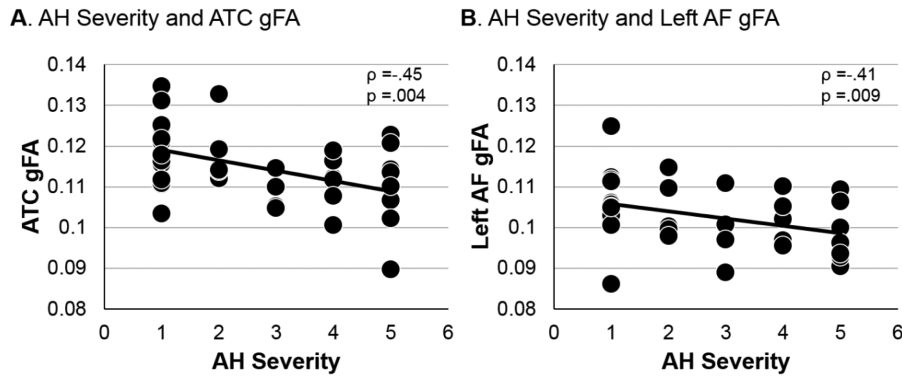 A. AH Severity and ATC gFA
ρ =-.45
p =.004
ATC gFA
0.14
0.13
0.12
0.11
0.1
0.09
0.08
0 1 2 3 4 5 6
AH Severity
B. AH Severity and Left AF gFA
ρ =-.41
p =.009
Left AF gFA
0.14
0.13
0.12
0.11
0.1
0.09
0.08
0 1 2 3 4 5 6
AH Severity